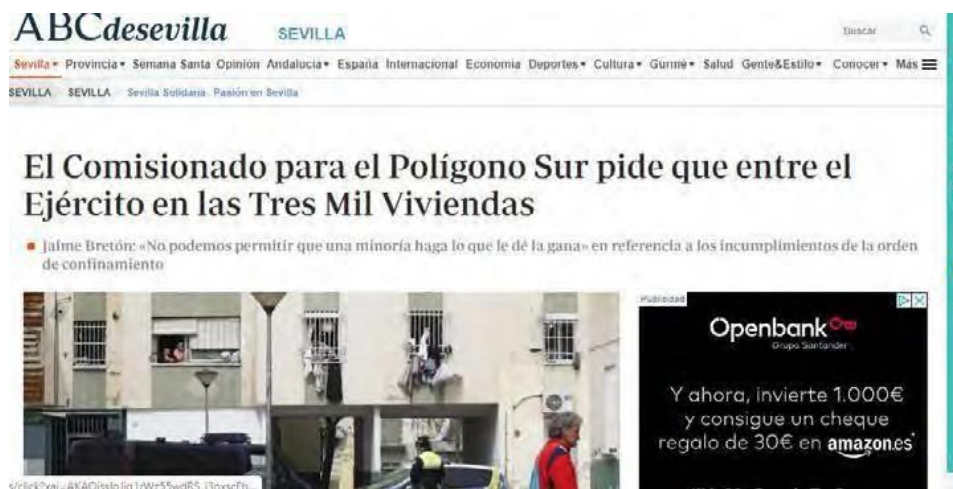 ABCdesevilla SEVILLA Buscar
Sevilla Provincia Semana Santa Opinión Andalucía España Internacional Economía Deportes Cultura Gurmé Salud Gente&Estilo Conocer Más
SEVILLA SEVILLA Sevilla Solidaria Pasión en Sevilla
El Comisionado para el Polígono Sur pide que entre el
Ejército en las Tres Mil Viviendas
Jaime Bretón: «No podemos permitir que una minoría haga lo que le dé la gana» en referencia a los incumplimientos de la orden
de confinamiento
Publicidad
Openbank
Grupo Santander
Y ahora, invierte 1.000€
y consigue un cheque
regalo de 30€ en amazon.es*